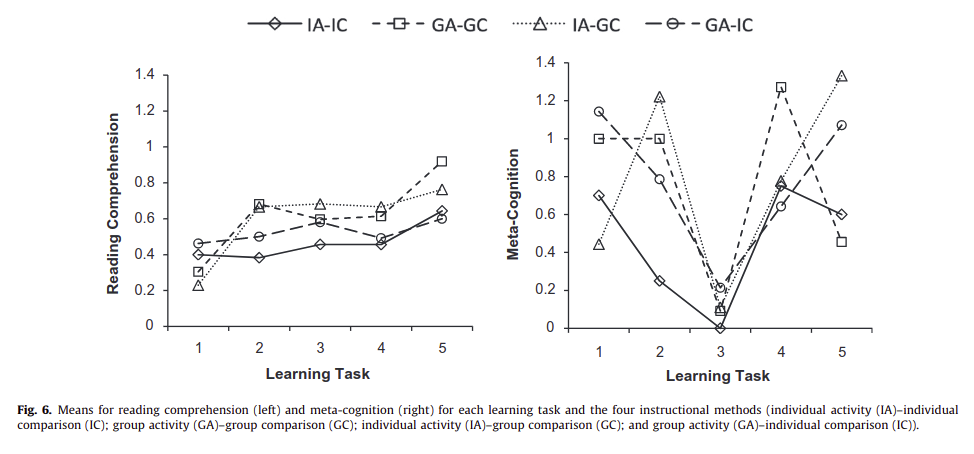 IA-IC GA-GC IA-GC GA-IC
Reading Comprehension
1.4
1.2
1
0.8
0.6
0.4
0.2
0
1 2 3 4 5
Learning Task
Meta-Cognition
1.4
1.2
1
0.8
0.6
0.4
0.2
0
1 2 3 4 5
Learning Task
Fig. 6. Means for reading comprehension (left) and meta-cognition (right) for each learning task and the four instructional methods (individual activity (IA)–individual
comparison (IC); group activity (GA)–group comparison (GC); individual activity (IA)–group comparison (GC); and group activity (GA)–individual comparison (IC)).